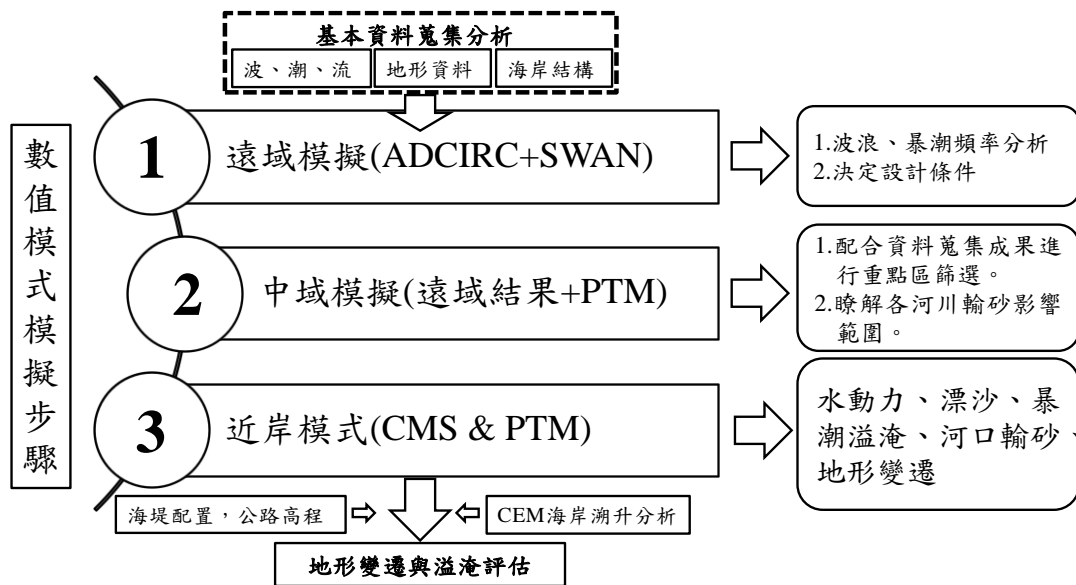 基本資料蒐集分析
波、潮、流
地形資料
海岸結構
數值模式模擬步驟
1
遠域模擬(ADCIRC+SWAN)
1.波浪、暴潮頻率分析
2.決定設計條件
2
中域模擬(遠域結果+PTM)
1.配合資料蒐集成果進
行重點區篩選。
2.瞭解各河川輸砂影響
範圍。
3
近岸模式(CMS & PTM)
水動力、漂沙、暴
潮溢淹、河口輸砂、
地形變遷
海堤配置，公路高程
CEM海岸溯升分析
地形變遷與溢淹評估